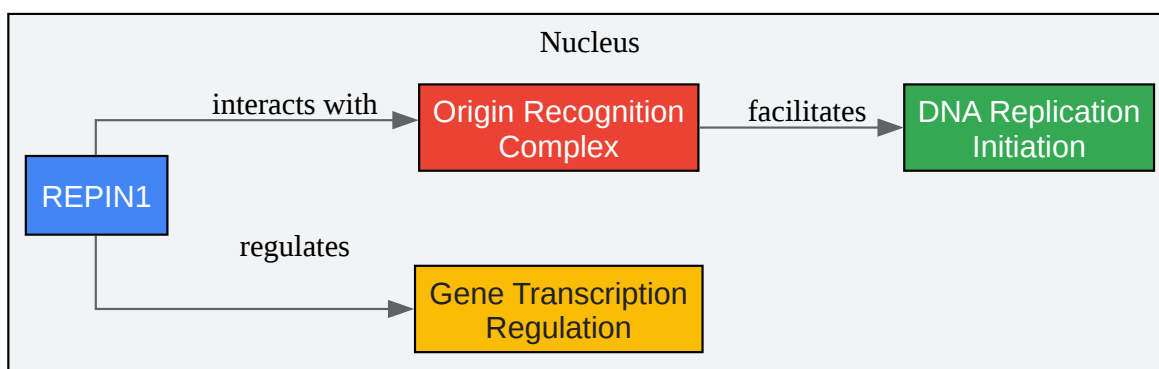 Nucleus
interacts with
Origin Recognition
Complex
facilitates
DNA Replication
Initiation
REPIN1
regulates
Gene Transcription
Regulation